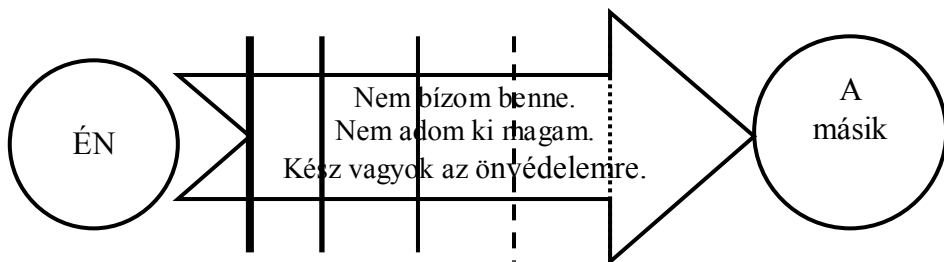 ÉN
Nem bízom benne.
Nem adom ki magam.
Kész vagyok az önvédelemre.
A
másik